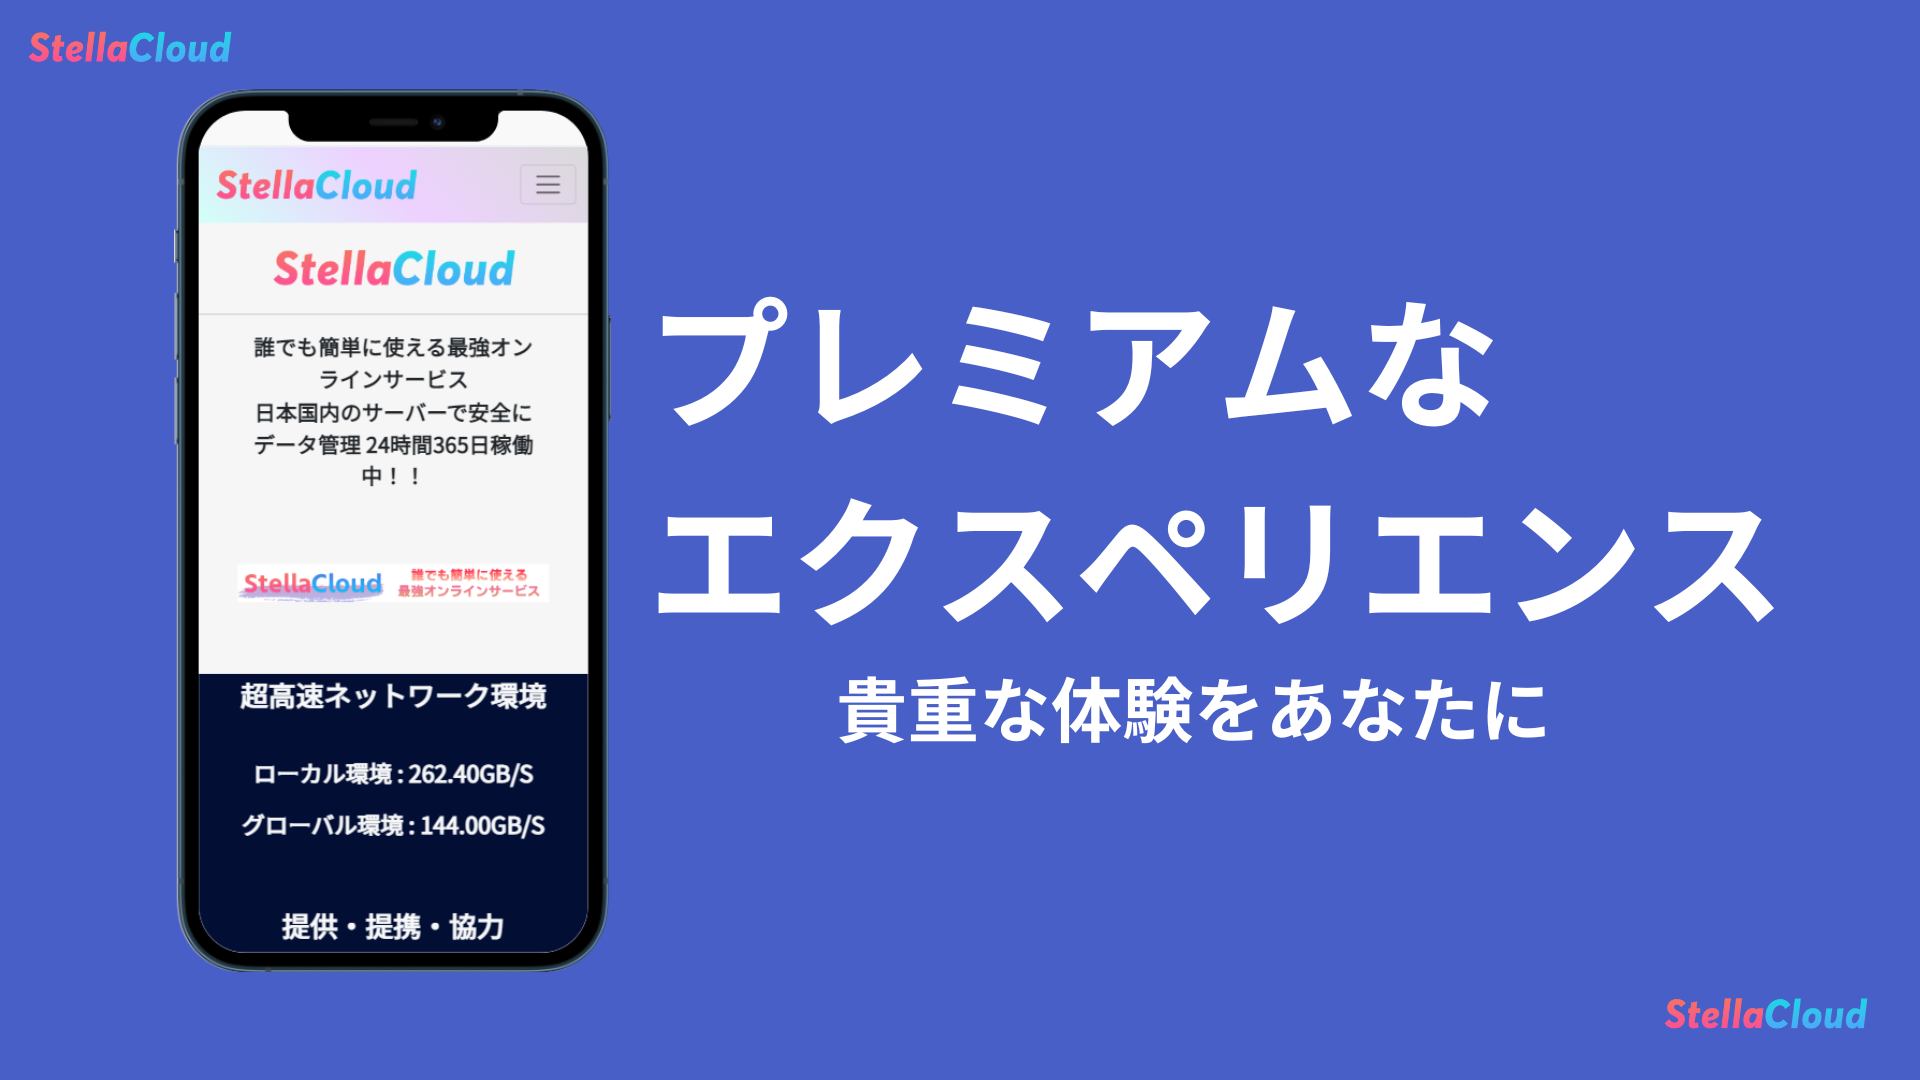 StellaCloud
StellaCloud
StellaCloud
誰でも簡単に使える最強オン
ラインサービス
日本国内のサーバーで安全に
データ管理 24時間365日稼働
中！！
StellaCloud
誰でも簡単に使える
最強オンラインサービス
超高速ネットワーク環境
ローカル環境 : 262.40GB/S
グローバル環境 : 144.00GB/S
提供・提携・協力
プレミアムな
エクスペリエンス
貴重な体験をあなたに
StellaCloud